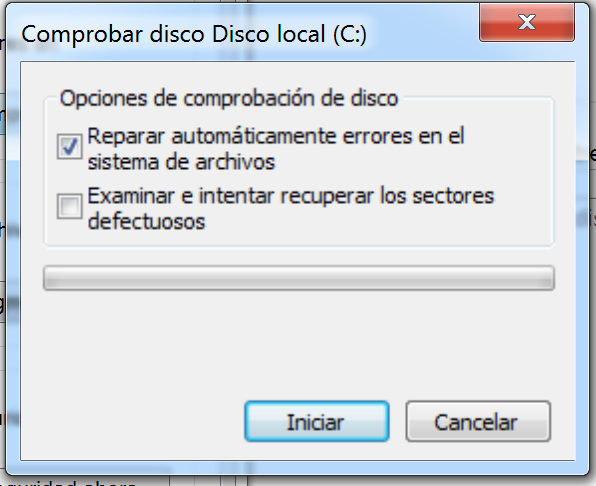 Comprobar disco Disco local (C:)
Opciones de comprobación de disco
Reparar automáticamente errores en el
sistema de archivos
Examinar e intentar recuperar los sectores
defectuosos
Iniciar
Cancelar
ahora